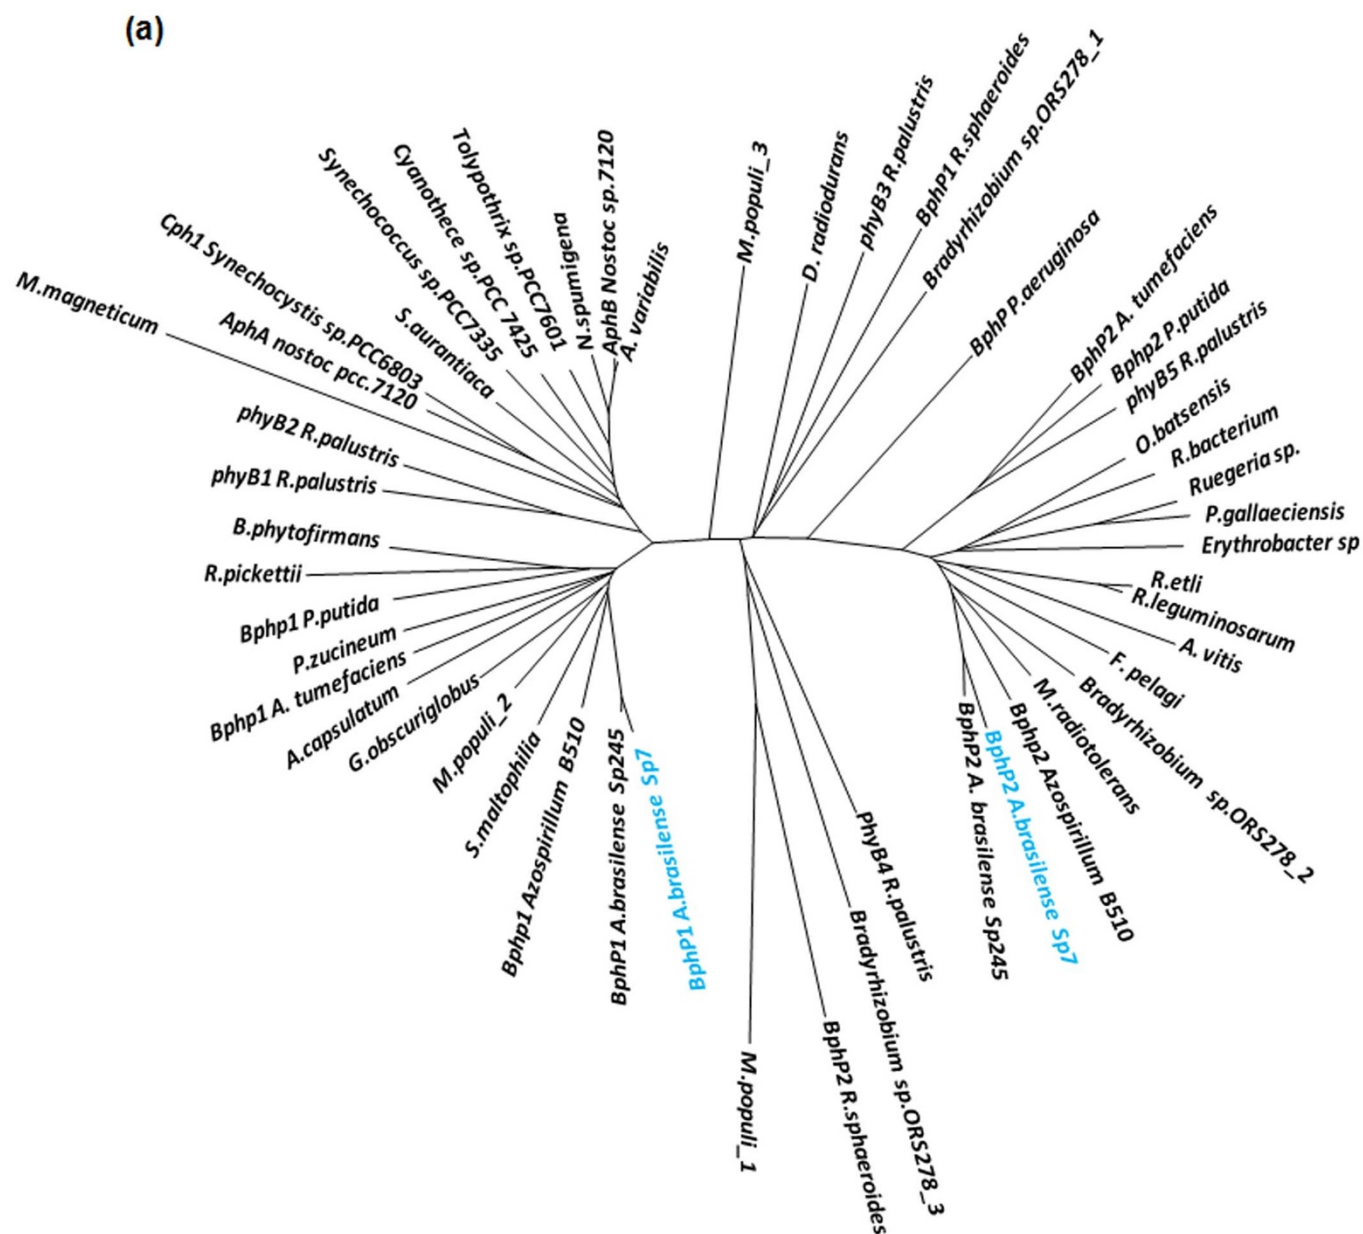 (a)
M.populi_3
D. radiodurans
phyB3 R.palustris
BphP1 R.sphaeroides
Bradyrhizobium sp.ORS278_1
BphP P.aeruginosa
BphP2 A. tumefaciens
Bphp2 P.putida
phyB5 R.palustris
O.batsensis
R.bacterium
Ruegeria sp.
P.gallaeciensis
Erythrobacter sp
R.etli
R.leguminosarum
A. vitis
F. pelagi
Bradyrhizobium sp.ORS278_2
M.radiotolerans
Bphp2 Azospirillum B510
BphP2 A.brasilense Sp7
BphP2 A. brasilense Sp245
PhyB4 R.palustris
Bradyrhizobium sp.ORS278_3
BphP2 R.sphaeroides
M.populi_1
BphP1 A.brasilense Sp7
BphP1 A.brasilense Sp245
Bphp1 Azospirillum B510
S.maltophilia
M.populi_2
G.obscuriglobus
A.capsulatum
Bphp1 A. tumefaciens
P.zucineum
Bphp1 P.putida
R.pickettii
B.phytofirmans
phyB1 R.palustris
phyB2 R.palustris
M.magneticum
AphA nostoc pcc.7120
Cph1 Synechocystis sp.PCC6803
S.aurantiaca
Synechococcus sp.PCC7335
Cyanothece sp.PCC 7425
Tolypothrix sp.PCC7601
N.spumigena
AphB Nostoc sp.7120
A. variabilis